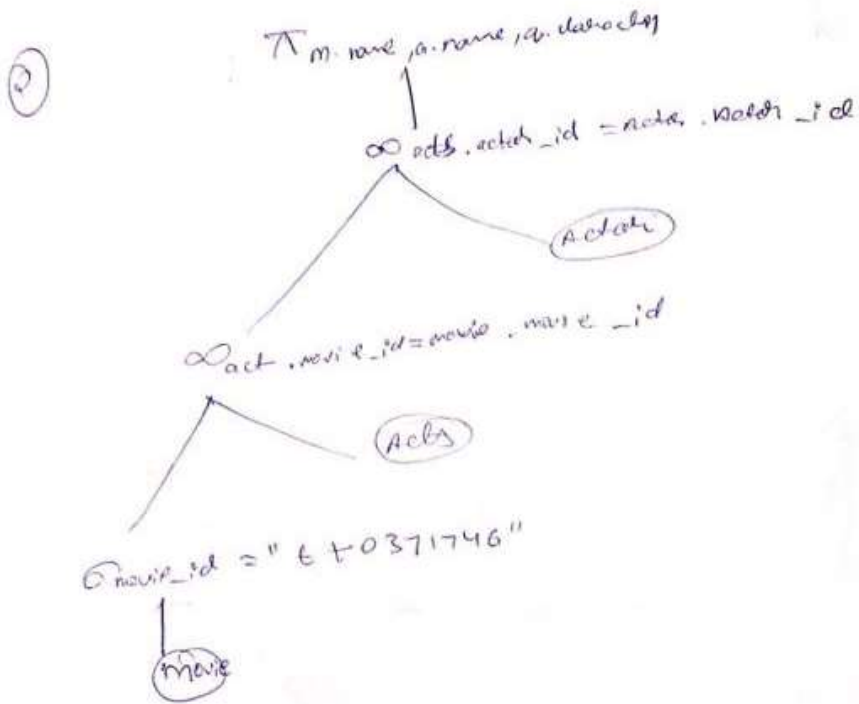 2
π m.name, a.name, a.character
∞ acts.actor_id = Actor.Actor_id
Actor
∞ act.movie_id = movie.movie_id
Acts
σ movie_id = "tt0371746"
movie